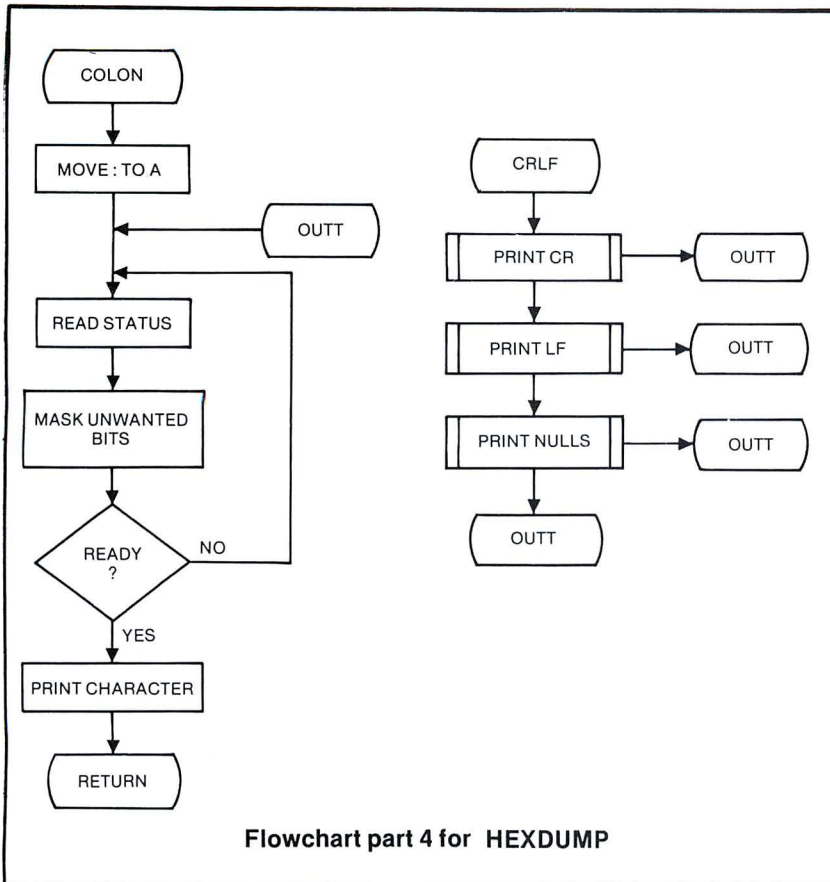 COLON
MOVE : TO A
OUTT
READ STATUS
MASK UNWANTED
BITS
READY
?
NO
YES
PRINT CHARACTER
RETURN
CRLF
PRINT CR
OUTT
PRINT LF
OUTT
PRINT NULLS
OUTT
OUTT
Flowchart part 4 for HEXDUMP